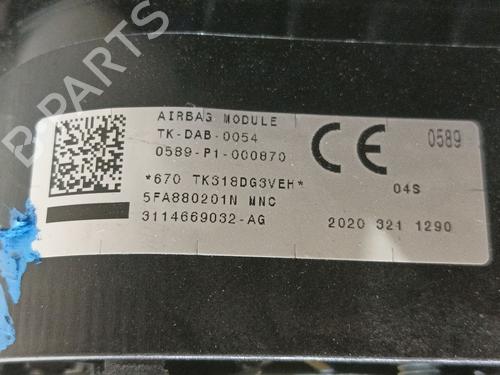 B-PARTS
AIRBAG MODULE
TK-DAB-0054
0589-P1-000870
CE 0589
*670 TK318DG3VEH*
04S
5FA880201N MNC
3114669032-AG
2020 321 1290